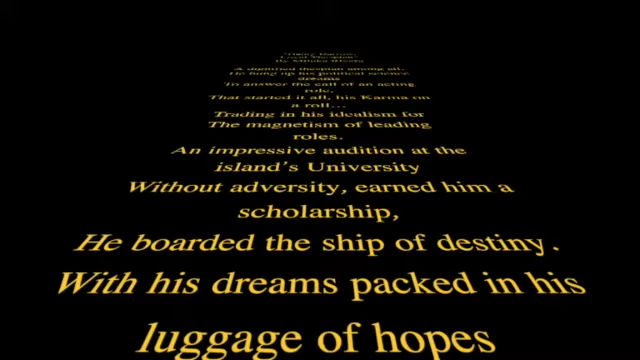 A dignified thespian among all,
He hung up his political science
dreams
To answer the call of an acting
role,
That started it all, his Karma on
a roll...
Trading in his idealism for
The magnetism of leading
roles.
An impressive audition at the
island's University
Without adversity, earned him a
scholarship,
He boarded the ship of destiny.
With his dreams packed in his
luggage of hopes